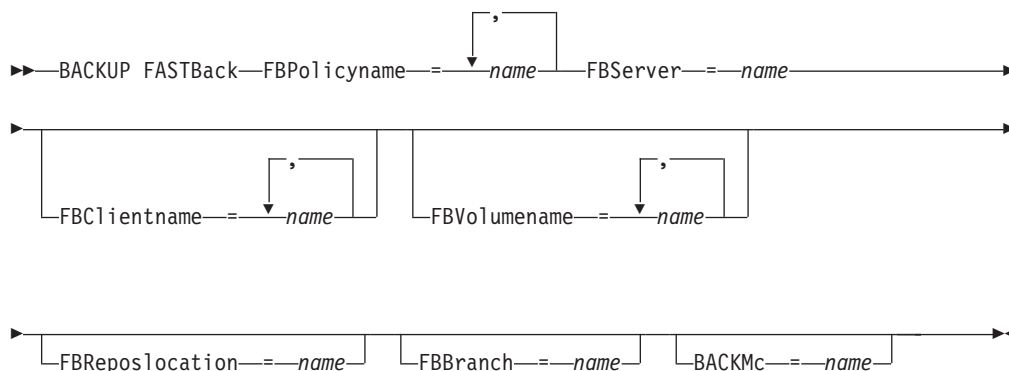 ,
BACKUP FASTBack FBPolicyname = name FBServer = name
, ,
FBClientname = name FBVolumename = name
FBReposlocation = name FBBranch = name BACKMc = name